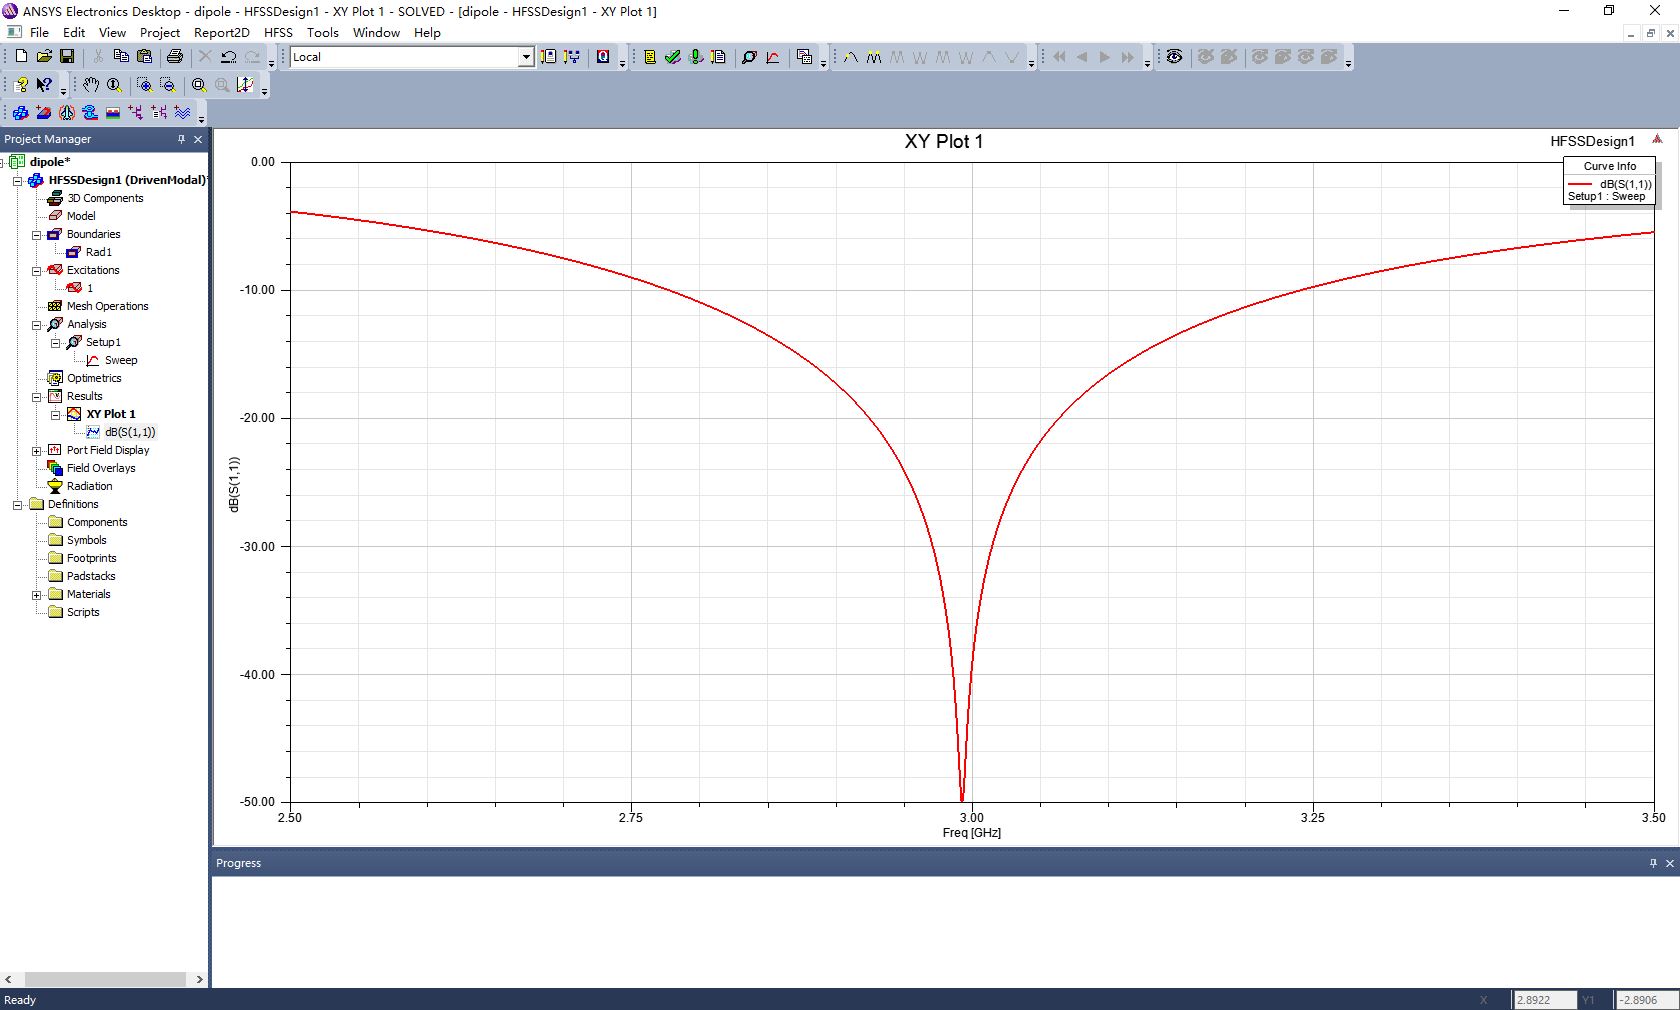 ANSYS Electronics Desktop - dipole - HFSSDesign1 - XY Plot 1 - SOLVED - [dipole - HFSSDesign1 - XY Plot 1]
File Edit View Project Report2D HFSS Tools Window Help
Local
Project Manager
dipole*
HFSSDesign1 (DrivenModal)*
3D Components
Model
Boundaries
Rad1
Excitations
1
Mesh Operations
Analysis
Setup1
Sweep
Optimetrics
Results
XY Plot 1
dB(S(1,1))
Port Field Display
Field Overlays
Radiation
Definitions
Components
Symbols
Footprints
Padstacks
Materials
Scripts
XY Plot 1
HFSSDesign1
Curve Info
dB(S(1,1))
Setup1 : Sweep
0.00
-10.00
-20.00
-30.00
-40.00
-50.00
dB(S(1,1))
2.50 2.75 3.00 3.25 3.50
Freq [GHz]
Progress
Ready
X 2.8922 Y1 -2.8906